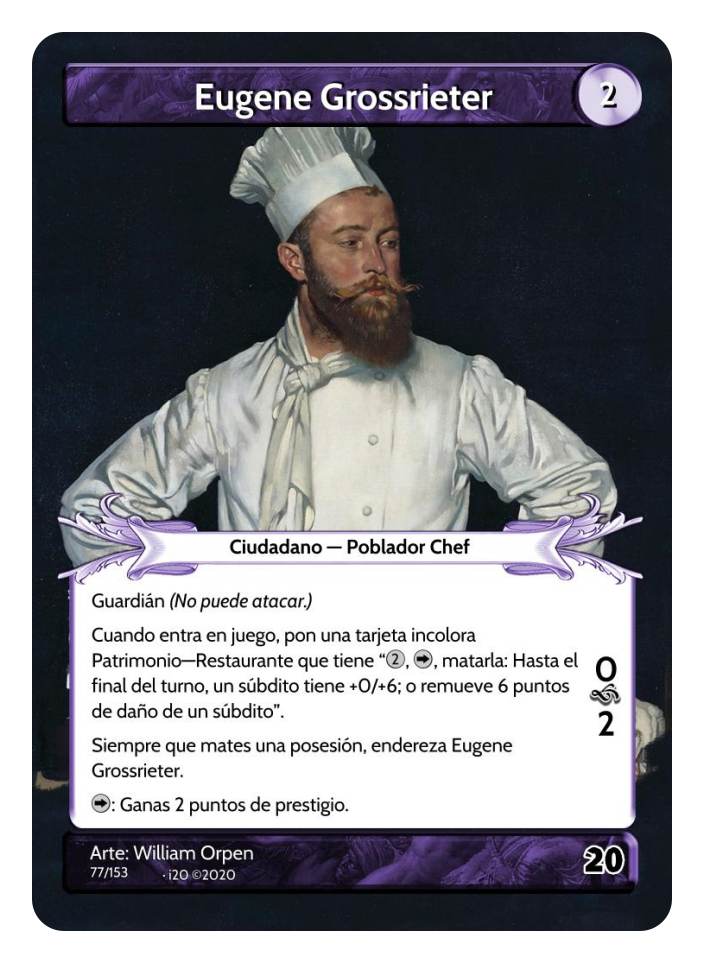 Eugene Grossrieter
2
Ciudadano — Poblador Chef
Guardián (No puede atacar.)
Cuando entra en juego, pon una tarjeta incolora
Patrimonio—Restaurante que tiene “2, ➡, matarla: Hasta el
final del turno, un súbdito tiene +0/+6; o remueve 6 puntos
de daño de un súbdito”.
Siempre que mates una posesión, endereza Eugene
Grossrieter.
➡: Ganas 2 puntos de prestigio.
0
2
Arte: William Orpen
77/153 · i20 ©2020
20